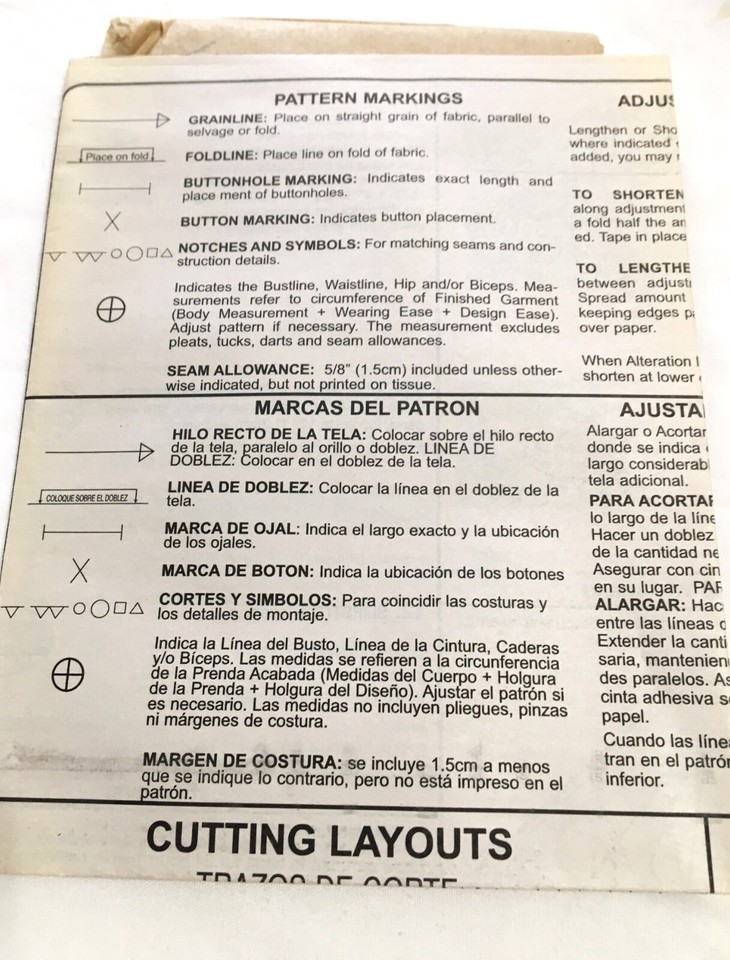 PATTERN MARKINGS
GRAINLINE: Place on straight grain of fabric, parallel to
selvage or fold.
Place on fold
FOLDLINE: Place line on fold of fabric.
BUTTONHOLE MARKING: Indicates exact length and
place ment of buttonholes.
BUTTON MARKING: Indicates button placement.
NOTCHES AND SYMBOLS: For matching seams and con-
struction details.
Indicates the Bustline, Waistline, Hip and/or Biceps. Mea-
surements refer to circumference of Finished Garment
(Body Measurement + Wearing Ease + Design Ease).
Adjust pattern if necessary. The measurement excludes
pleats, tucks, darts and seam allowances.
SEAM ALLOWANCE: 5/8" (1.5cm) included unless other-
wise indicated, but not printed on tissue.
ADJUS
Lengthen or Sho
where indicated
added, you may
TO SHORTEN
along adjustment
a fold half the am
ed. Tape in place
TO LENGTHE
between adjust
Spread amount
keeping edges pa
over paper.
When Alteration l
shorten at lower
MARCAS DEL PATRON
HILO RECTO DE LA TELA: Colocar sobre el hilo recto
de la tela, paralelo al orillo o doblez. LINEA DE
DOBLEZ: Colocar en el doblez de la tela.
COLOQUE SOBRE EL DOBLEZ
LINEA DE DOBLEZ: Colocar la línea en el doblez de la
tela.
MARCA DE OJAL: Indica el largo exacto y la ubicación
de los ojales.
MARCA DE BOTON: Indica la ubicación de los botones
CORTES Y SIMBOLOS: Para coincidir las costuras y
los detalles de montaje.
Indica la Línea del Busto, Línea de la Cintura, Caderas
y/o Bíceps. Las medidas se refieren a la circunferencia
de la Prenda Acabada (Medidas del Cuerpo + Holgura
de la Prenda + Holgura del Diseño). Ajustar el patrón si
es necesario. Las medidas no incluyen pliegues, pinzas
ni márgenes de costura.
MARGEN DE COSTURA: se incluye 1.5cm a menos
que se indique lo contrario, pero no está impreso en el
patrón.
AJUSTA
Alargar o Acortar
donde se indica
largo considerab
tela adicional.
PARA ACORTAR
lo largo de la líne
Hacer un doblez
de la cantidad ne
Asegurar con cin
en su lugar. PAR
ALARGAR: Hac
entre las líneas d
Extender la canti
saria, mantenien
des paralelos. As
cinta adhesiva s
papel.
Cuando las líne
tran en el patrón
inferior.
CUTTING LAYOUTS
TRAZOS DE CORTE